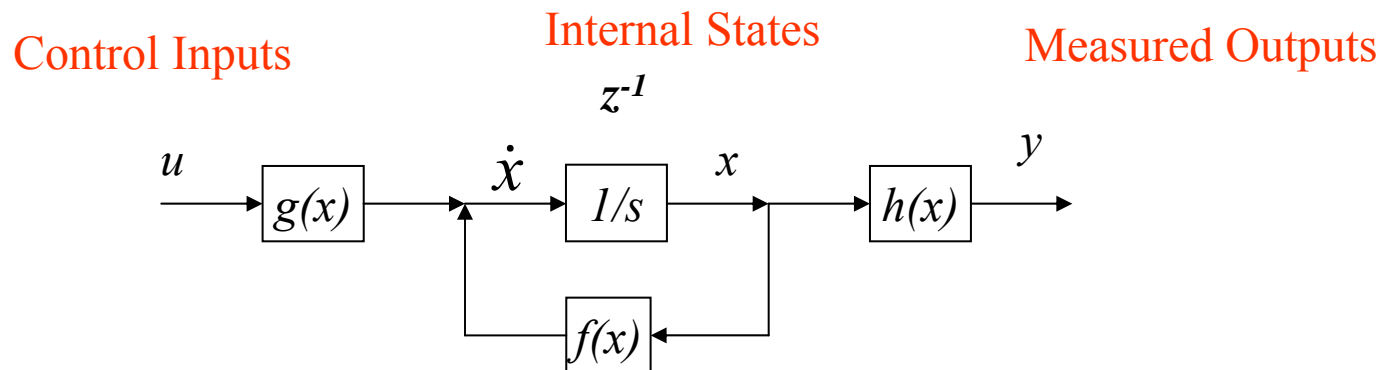 Control Inputs
Internal States
Measured Outputs
z⁻¹
u
ẋ
x
y
g(x)
1/s
h(x)
f(x)